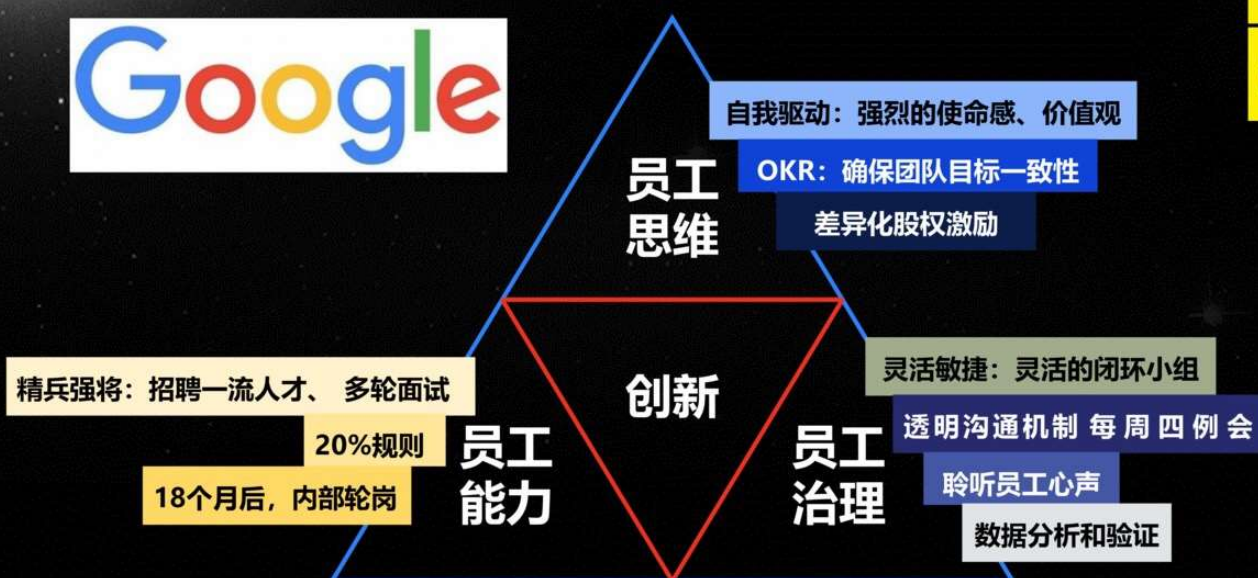 Google
自我驱动：强烈的使命感、价值观
员工
思维
OKR：确保团队目标一致性
差异化股权激励
精兵强将：招聘一流人才、 多轮面试
20%规则
18个月后，内部轮岗
员工
能力
创新
员工
治理
灵活敏捷：灵活的闭环小组
透明沟通机制 每周四例会
聆听员工心声
数据分析和验证